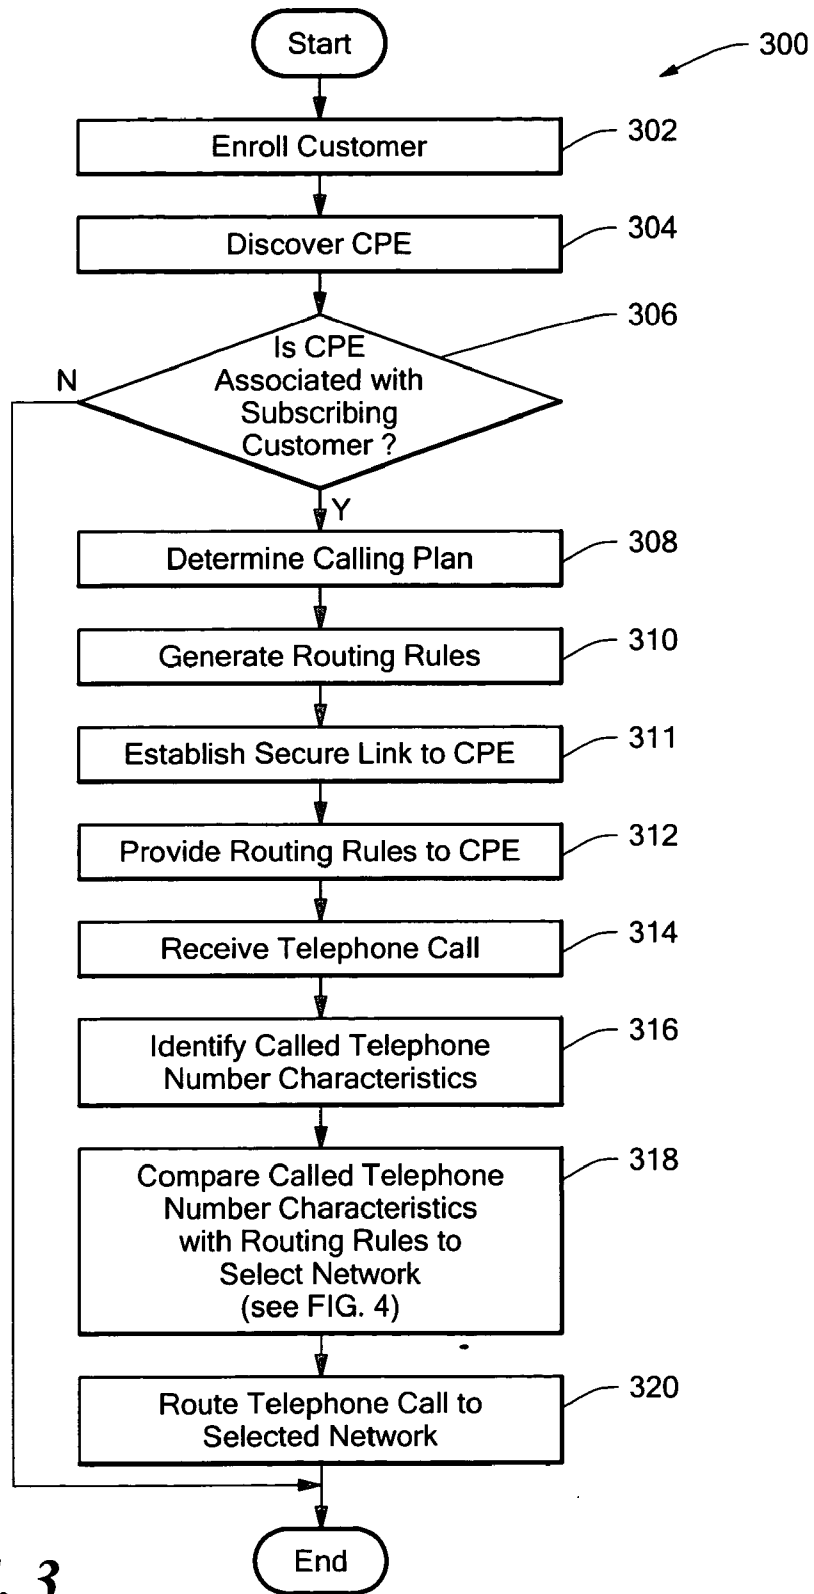 Start
300
Enroll Customer
302
Discover CPE
304
306
Is CPE
Associated with
Subscribing
Customer ?
N
Y
Determine Calling Plan
308
Generate Routing Rules
310
Establish Secure Link to CPE
311
Provide Routing Rules to CPE
312
Receive Telephone Call
314
Identify Called Telephone
Number Characteristics
316
Compare Called Telephone
Number Characteristics
with Routing Rules to
Select Network
(see FIG. 4)
318
Route Telephone Call to
Selected Network
320
End
3